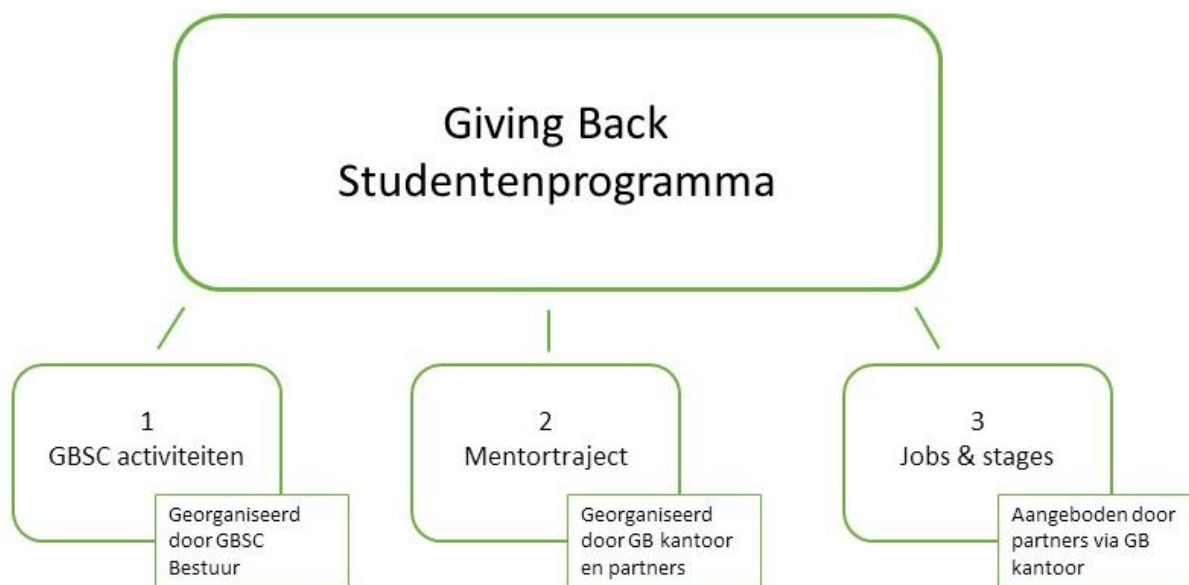 Giving Back
Studentenprogramma
1
GBSC activiteiten
Georganiseerd
door GBSC
Bestuur
2
Mentortraject
Georganiseerd
door GB kantoor
en partners
3
Jobs & stages
Aangeboden door
partners via GB
kantoor